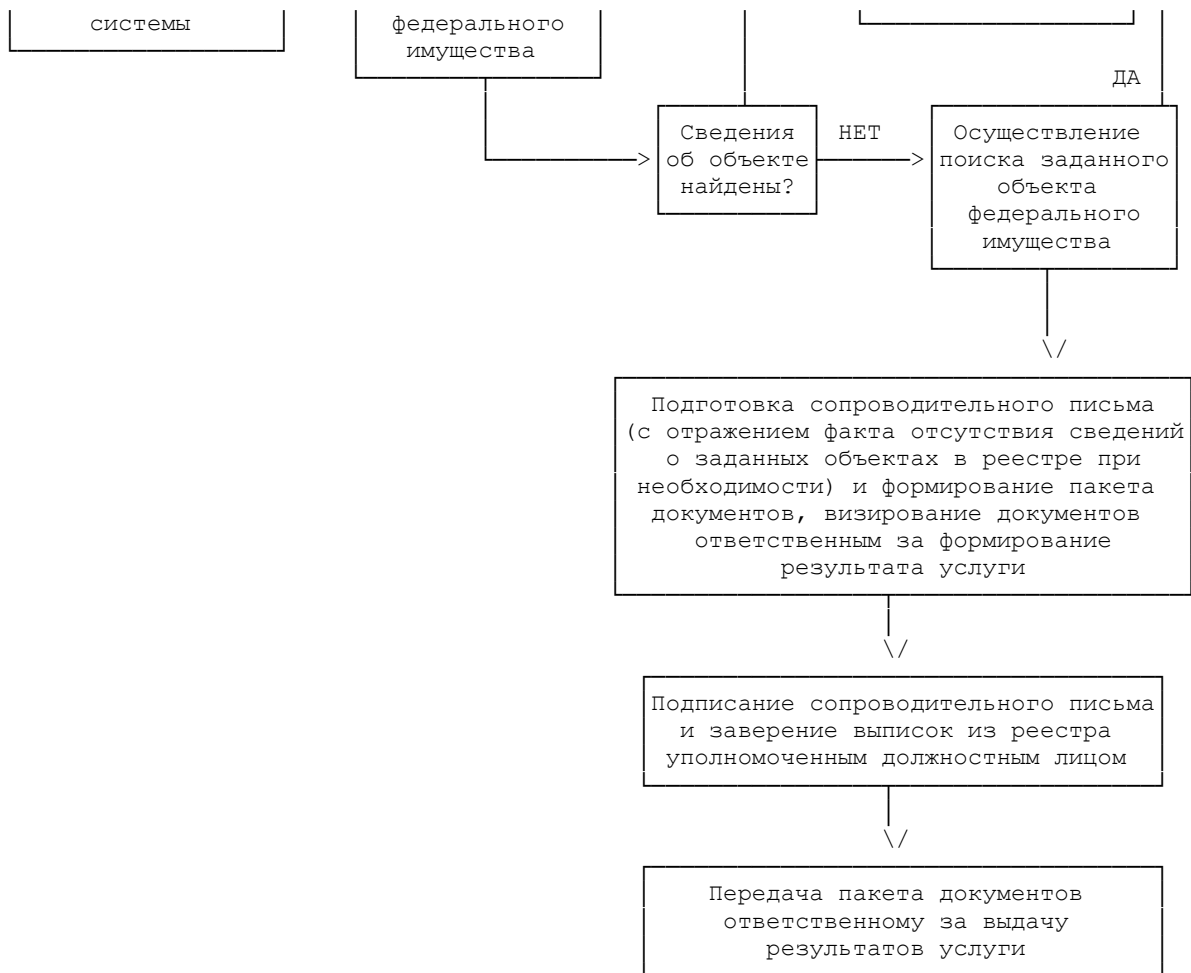 системы
федерального
имущества
ДА
Сведения
об объекте
найдены?
НЕТ
Осуществление
поиска заданного
объекта
федерального
имущества
Подготовка сопроводительного письма
(с отражением факта отсутствия сведений
о заданных объектах в реестре при
необходимости) и формирование пакета
документов, визирование документов
ответственным за формирование
результата услуги
Подписание сопроводительного письма
и заверение выписок из реестра
уполномоченным должностным лицом
Передача пакета документов
ответственному за выдачу
результатов услуги